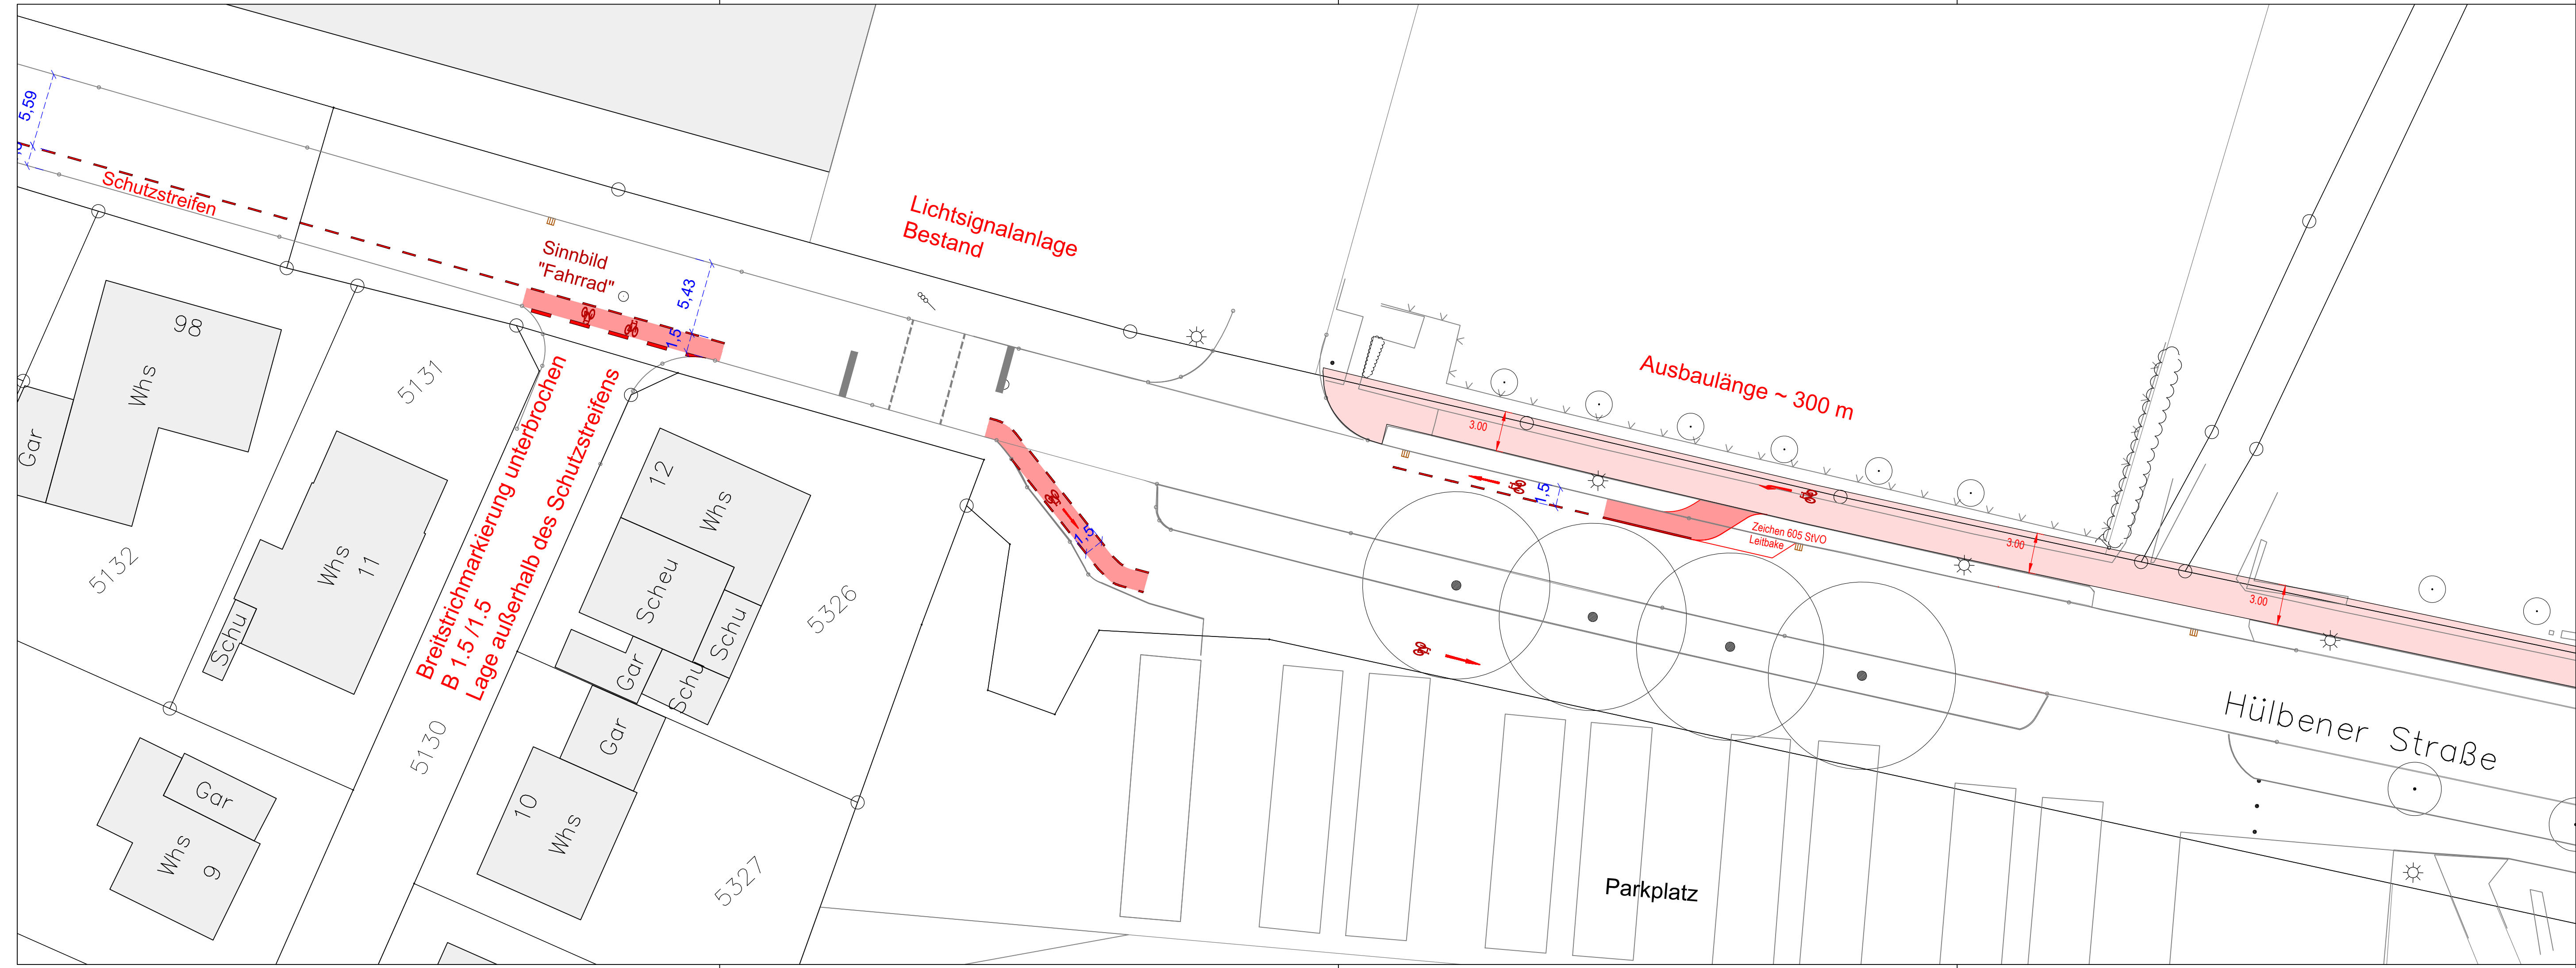 5,59
Schutzstreifen
Sinnbild
"Fahrrad"
5,43
1,5
Lichtsignalanlage
Bestand
Ausbaulänge ~ 300 m
3.00
1,5
Zeichen 605 StVO
Leitbake
3.00
3.00
1,5
98
Whs
Gar
5131
5132
Whs
11
Schu
Breitstrichmarkierung unterbrochen
B 1.5 /1.5
Lage außerhalb des Schutzstreifens
12
Whs
Scheu
Schu
Gar
Schu
5326
Gar
10
Whs
5130
5327
Gar
Whs
9
Hülbener Straße
Parkplatz